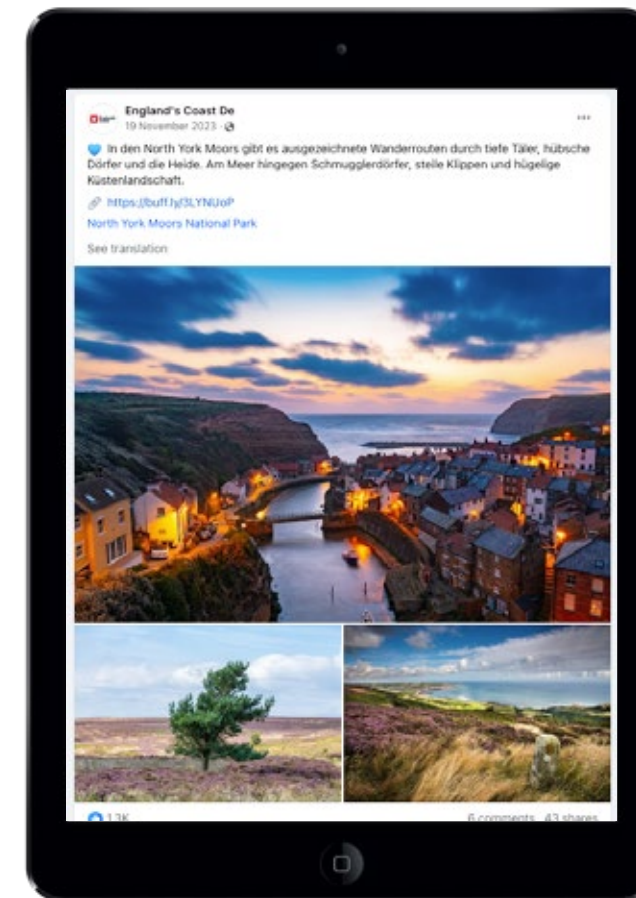 England's Coast De
19 November 2023 ·
In den North York Moors gibt es ausgezeichnete Wanderrouten durch tiefe Täler, hübsche
Dörfer und die Heide. Am Meer hingegen Schmugglerdörfer, steile Klippen und hügelige
Küstenlandschaft.
https://buff.ly/3LYNUoP
North York Moors National Park
See translation
1.3K
6 comments 43 shares